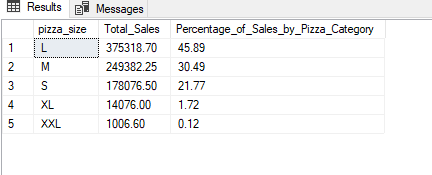 Results Messages
pizza_size Total_Sales Percentage_of_Sales_by_Pizza_Category
1 L 375318.70 45.89
2 M 249382.25 30.49
3 S 178076.50 21.77
4 XL 14076.00 1.72
5 XXL 1006.60 0.12